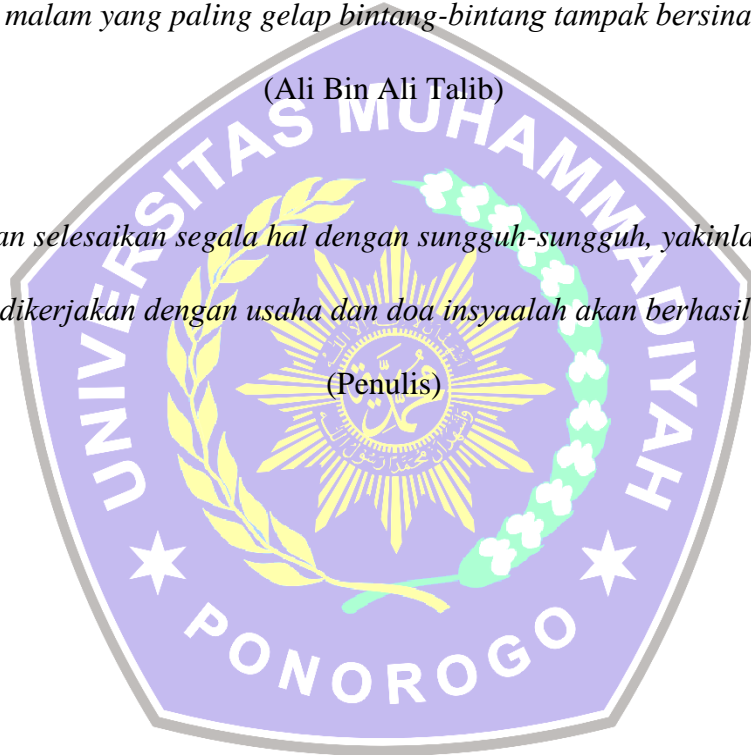 malam yang paling gelap bintang-bintang tampak bersina
(Ali Bin Ali Talib)
an selesaikan segala hal dengan sungguh-sungguh, yakinla
dikerjakan dengan usaha dan doa insyaalah akan berhasil
(Penulis)
UNIVERSITAS MUHAMMADIYAH
PONOROGO